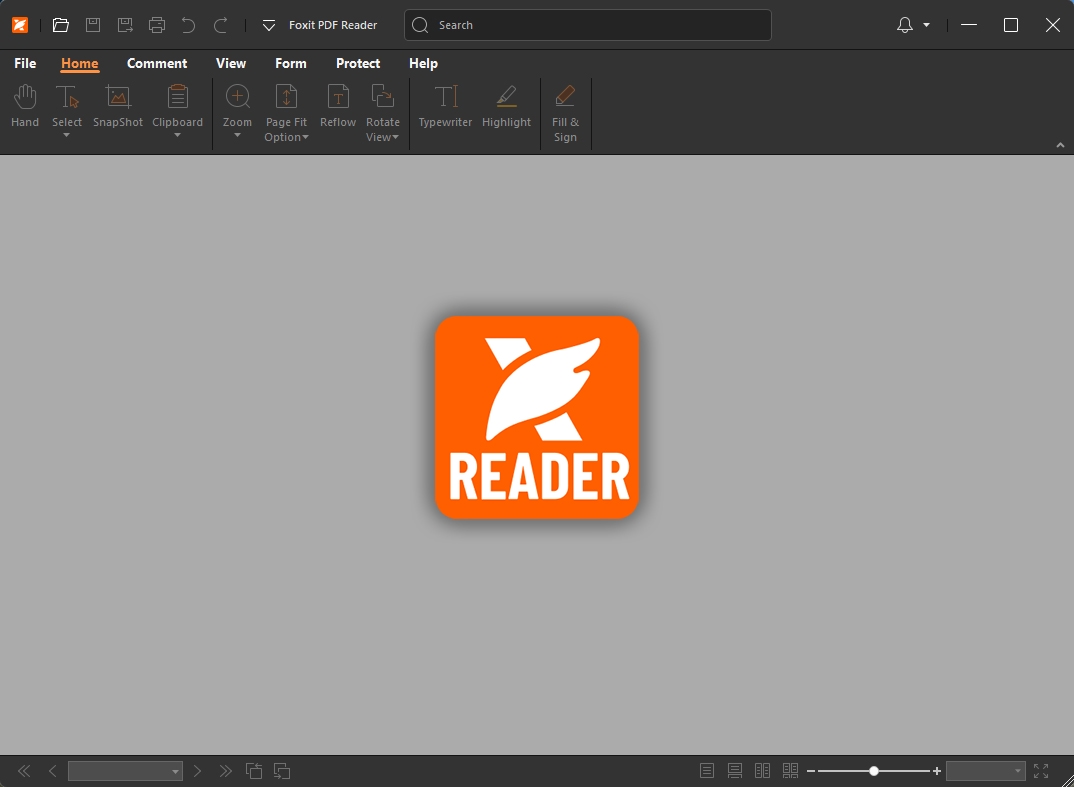 Foxit PDF Reader
Search
File Home Comment View Form Protect Help
Hand Select SnapShot Clipboard Zoom Page Fit Option Reflow Rotate View Typewriter Highlight Fill & Sign
READER